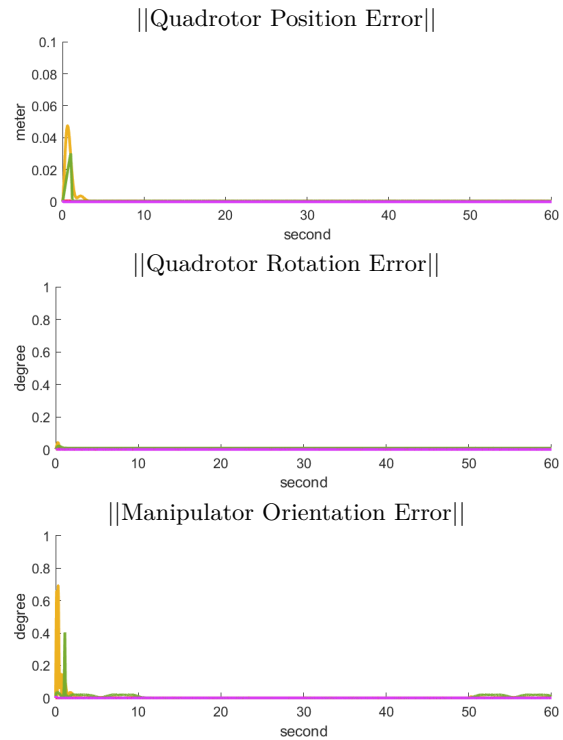 ||Quadrotor Position Error||
0.1
0.08
0.06
0.04
0.02
0
meter
0 10 20 30 40 50 60
second
||Quadrotor Rotation Error||
1
0.8
0.6
0.4
0.2
0
degree
0 10 20 30 40 50 60
second
||Manipulator Orientation Error||
1
0.8
0.6
0.4
0.2
0
degree
0 10 20 30 40 50 60
second